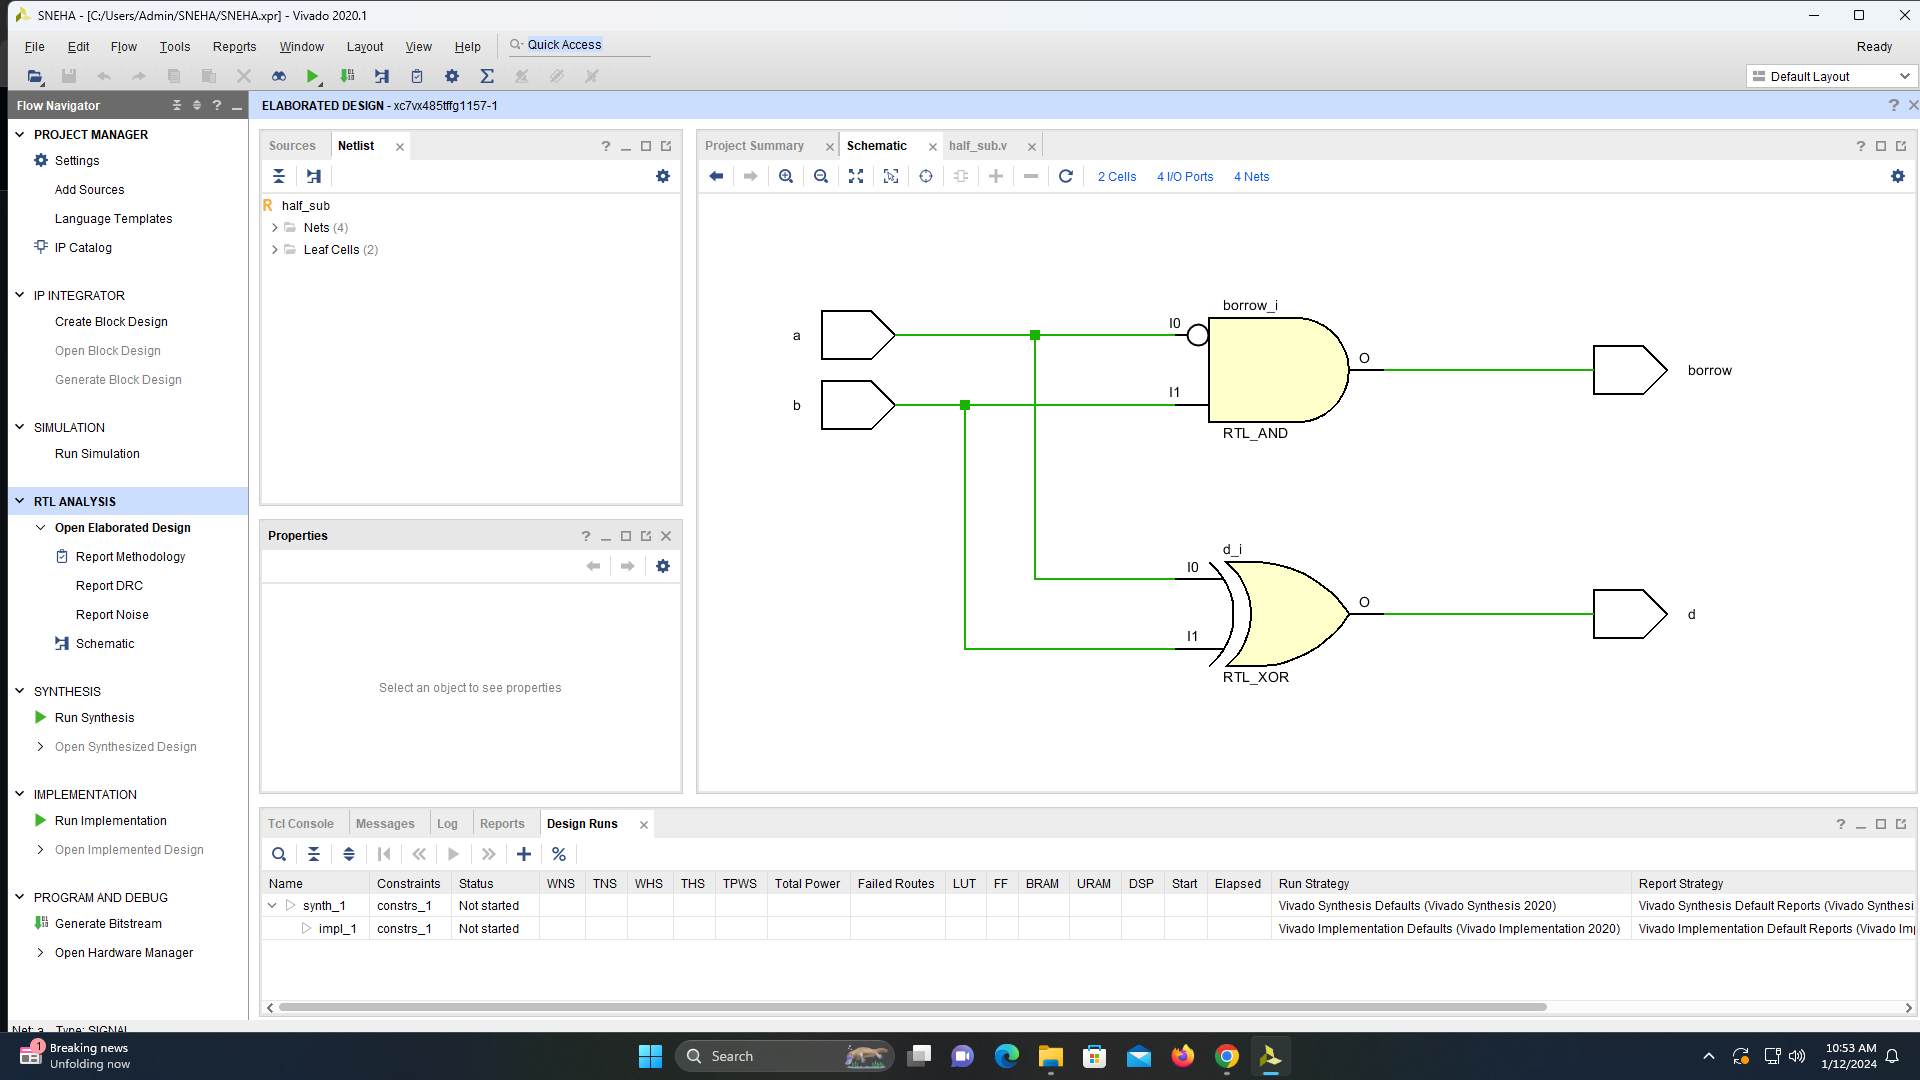 SNEHA - [C:/Users/Admin/SNEHA/SNEHA.xpr] - Vivado 2020.1
File Edit Flow Tools Reports Window Layout View Help Quick Access Ready
Default Layout
Flow Navigator
PROJECT MANAGER
Settings
Add Sources
Language Templates
IP Catalog
IP INTEGRATOR
Create Block Design
Open Block Design
Generate Block Design
SIMULATION
Run Simulation
RTL ANALYSIS
Open Elaborated Design
Report Methodology
Report DRC
Report Noise
Schematic
SYNTHESIS
Run Synthesis
Open Synthesized Design
IMPLEMENTATION
Run Implementation
Open Implemented Design
PROGRAM AND DEBUG
Generate Bitstream
Open Hardware Manager
ELABORATED DESIGN - xc7vx485tffg1157-1
Sources Netlist
half_sub
Nets (4)
Leaf Cells (2)
Properties
Select an object to see properties
Project Summary Schematic half_sub.v
2 Cells 4 I/O Ports 4 Nets
borrow_i
I0
a
O
borrow
I1
b
RTL_AND
d_i
I0
O
d
I1
RTL_XOR
Tcl Console Messages Log Reports Design Runs
Name Constraints Status WNS TNS WHS THS TPWS Total Power Failed Routes LUT FF BRAM URAM DSP Start Elapsed Run Strategy Report Strategy
synth_1 constrs_1 Not started Vivado Synthesis Defaults (Vivado Synthesis 2020) Vivado Synthesis Default Reports (Vivado Synthesi
impl_1 constrs_1 Not started Vivado Implementation Defaults (Vivado Implementation 2020) Vivado Implementation Default Reports (Vivado Imp
Net: a Type: SIGNAL
1
Breaking news
Unfolding now
Search
10:53 AM
1/12/2024